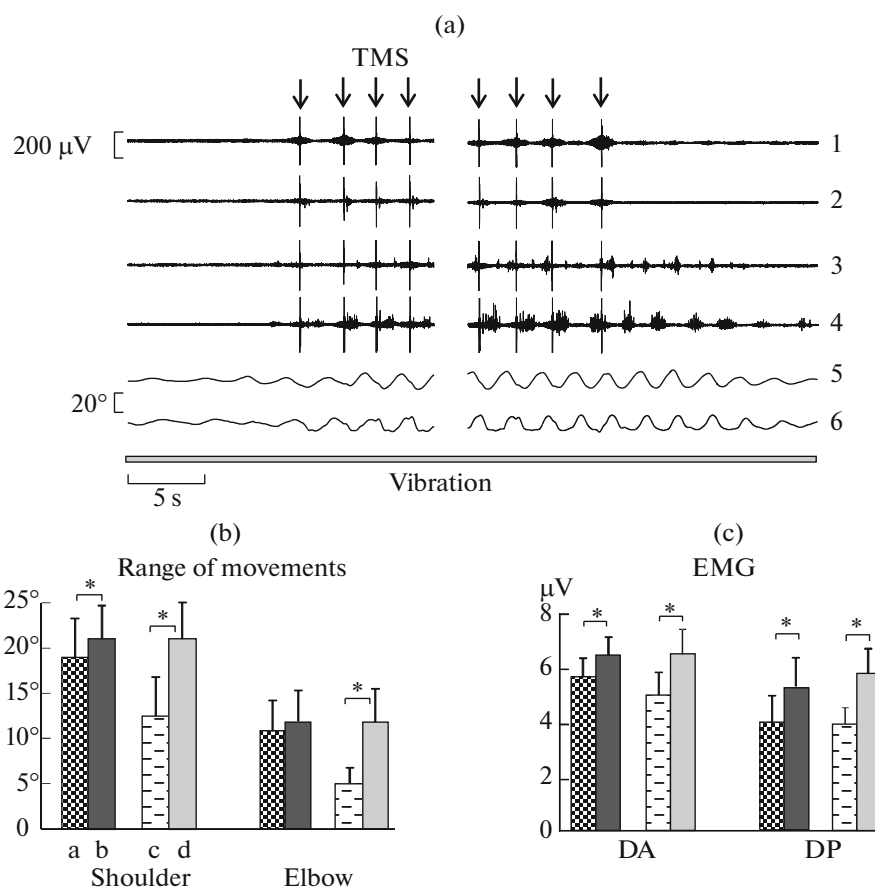 (a)
TMS
200 μV
1
2
3
4
5
20°
6
Vibration
5 s
(b)
Range of movements
25°
20°
15°
10°
5°
0
*
*
*
a b c d
Shoulder Elbow
(c)
EMG
μV
8
6
4
2
0
*
*
*
*
DA DP